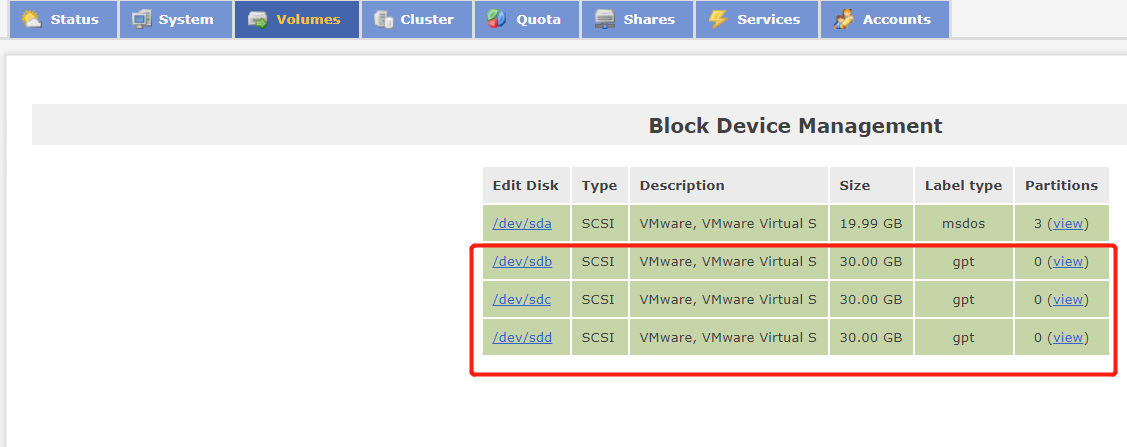 Status System Volumes Cluster Quota Shares Services Accounts
Block Device Management
Edit Disk Type Description Size Label type Partitions
/dev/sda SCSI VMware, VMware Virtual S 19.99 GB msdos 3 (view)
/dev/sdb SCSI VMware, VMware Virtual S 30.00 GB gpt 0 (view)
/dev/sdc SCSI VMware, VMware Virtual S 30.00 GB gpt 0 (view)
/dev/sdd SCSI VMware, VMware Virtual S 30.00 GB gpt 0 (view)